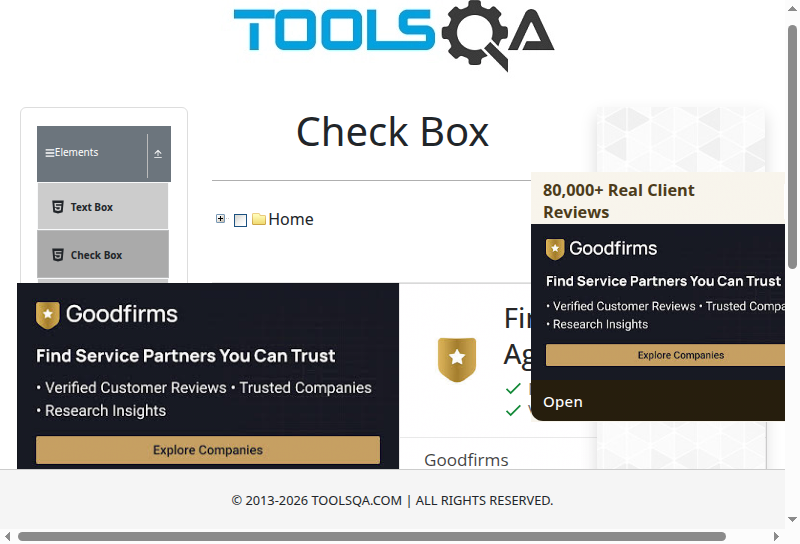 TOOLSQA
Check Box
Elements
Text Box
Check Box
Home
80,000+ Real Client
Reviews
Goodfirms
Find Service Partners You Can Trust
• Verified Customer Reviews • Trusted Compa
• Research Insights
Explore Companies
Open
Goodfirms
Find Service Partners You Can Trust
• Verified Customer Reviews • Trusted Companies
• Research Insights
Explore Companies
Goodfirms
© 2013-2026 TOOLSQA.COM | ALL RIGHTS RESERVED.